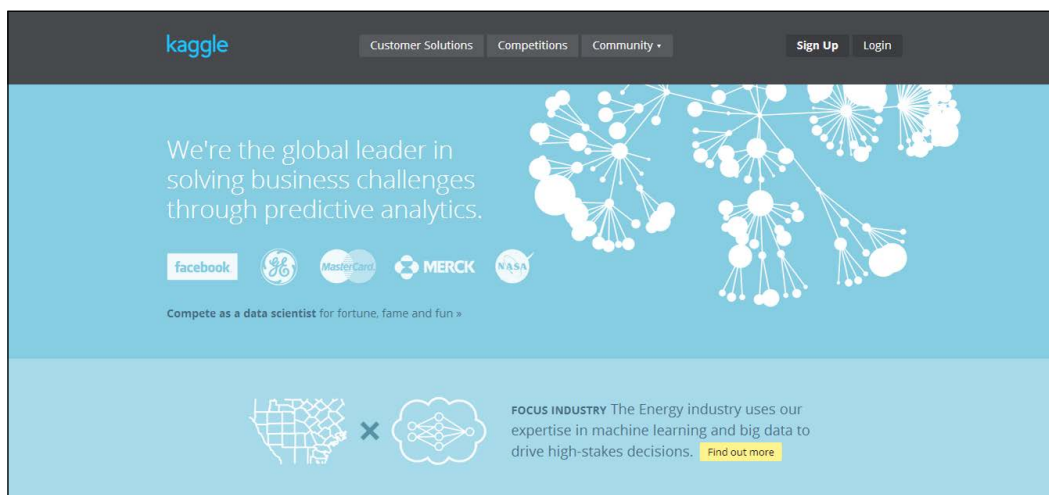 kaggle
Customer Solutions
Competitions
Community
Sign Up
Login
We're the global leader in
solving business challenges
through predictive analytics.
facebook
GE
MasterCard
MERCK
NASA
Compete as a data scientist for fortune, fame and fun »
FOCUS INDUSTRY The Energy industry uses our
expertise in machine learning and big data to
drive high-stakes decisions. Find out more